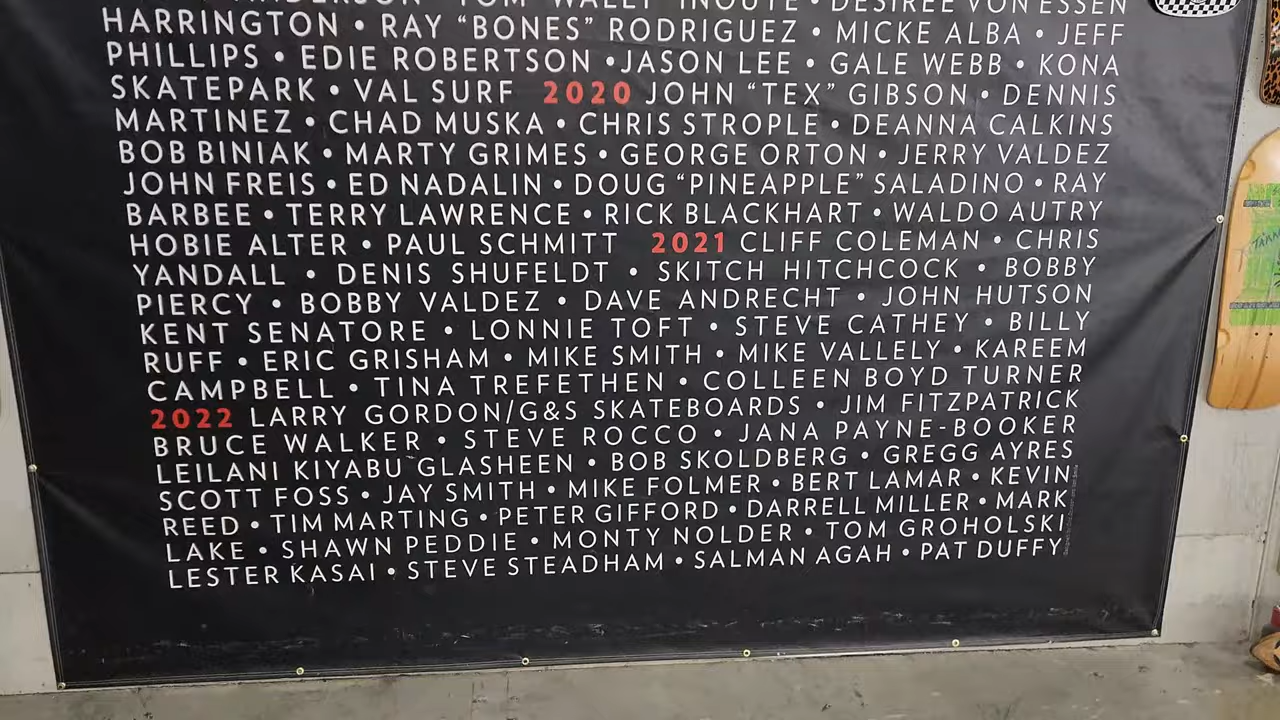 ANDERSON • TOM "WALLY" INOUYE • DESIREE VON ESSEN
HARRINGTON • RAY "BONES" RODRIGUEZ • MICKE ALBA • JEFF
PHILLIPS • EDIE ROBERTSON • JASON LEE • GALE WEBB • KONA
SKATEPARK • VAL SURF 2020 JOHN "TEX" GIBSON • DENNIS
MARTINEZ • CHAD MUSKA • CHRIS STROPLE • DEANNA CALKINS
BOB BINIAK • MARTY GRIMES • GEORGE ORTON • JERRY VALDEZ
JOHN FREIS • ED NADALIN • DOUG "PINEAPPLE" SALADINO • RAY
BARBEE • TERRY LAWRENCE • RICK BLACKHART • WALDO AUTRY
HOBIE ALTER • PAUL SCHMITT 2021 CLIFF COLEMAN • CHRIS
YANDALL • DENIS SHUFELDT • SKITCH HITCHCOCK • BOBBY
PIERCY • BOBBY VALDEZ • DAVE ANDRECHT • JOHN HUTSON
KENT SENATORE • LONNIE TOFT • STEVE CATHEY • BILLY
RUFF • ERIC GRISHAM • MIKE SMITH • MIKE VALLELY • KAREEM
CAMPBELL • TINA TREFETHEN • COLLEEN BOYD TURNER
2022 LARRY GORDON/G&S SKATEBOARDS • JIM FITZPATRICK
BRUCE WALKER • STEVE ROCCO • JANA PAYNE-BOOKER
LEILANI KIYABU GLASHEEN • BOB SKOLDBERG • GREGG AYRES
SCOTT FOSS • JAY SMITH • MIKE FOLMER • BERT LAMAR • KEVIN
REED • TIM MARTING • PETER GIFFORD • DARRELL MILLER • MARK
LAKE • SHAWN PEDDIE • MONTY NOLDER • TOM GROHOLSKI
LESTER KASAI • STEVE STEADHAM • SALMAN AGAH • PAT DUFFY